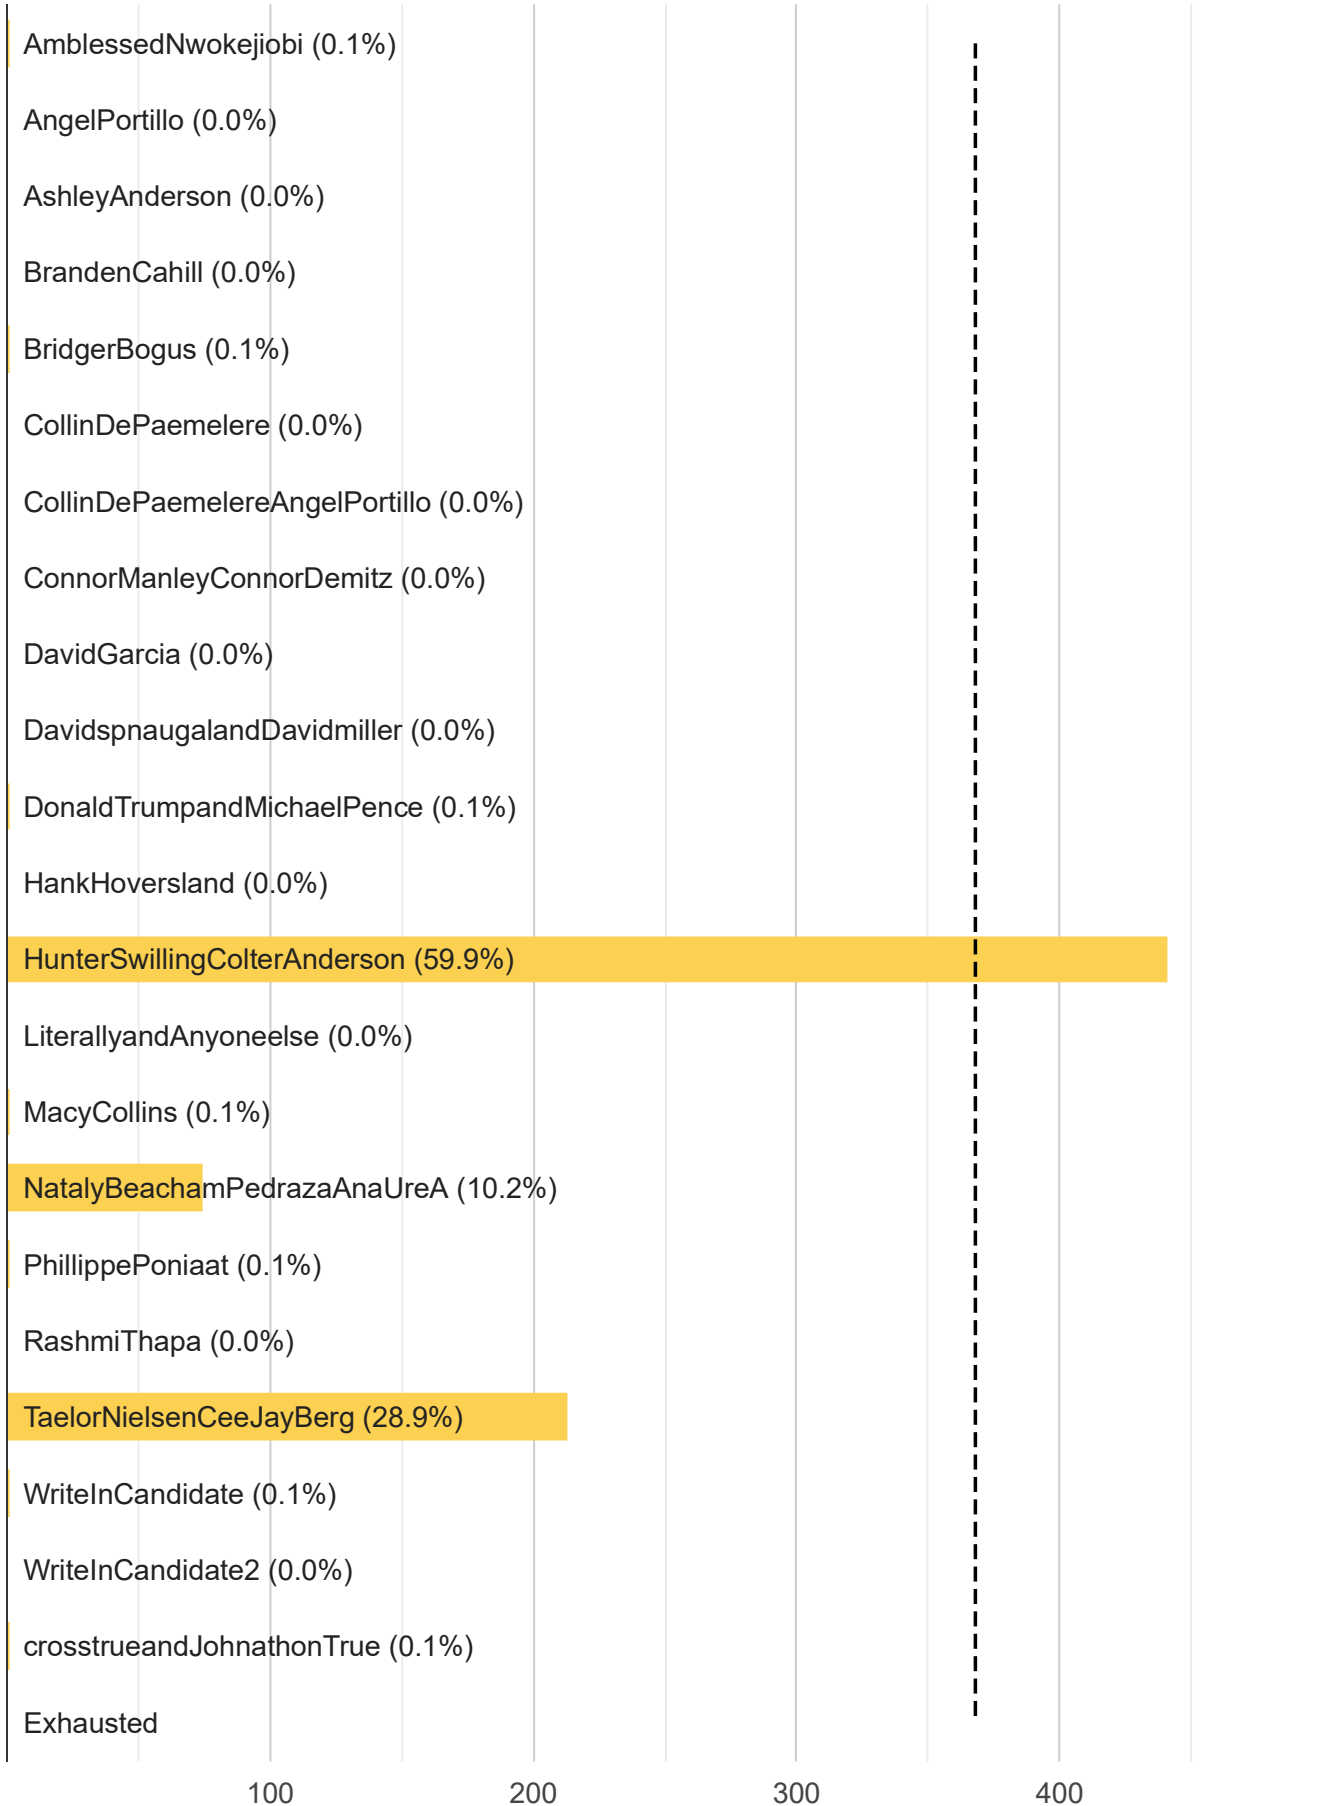 AmblessedNwokejiobi (0.1%)
AngelPortillo (0.0%)
AshleyAnderson (0.0%)
BrandenCahill (0.0%)
BridgerBogus (0.1%)
CollinDePaemelere (0.0%)
CollinDePaemelereAngelPortillo (0.0%)
ConnorManleyConnorDemitz (0.0%)
DavidGarcia (0.0%)
DavidspnaugalandDavidmiller (0.0%)
DonaldTrumpandMichaelPence (0.1%)
HankHoversland (0.0%)
HunterSwillingColterAnderson (59.9%)
LiterallyandAnyoneelse (0.0%)
MacyCollins (0.1%)
NatalyBeachamPedrazaAnaUreA (10.2%)
PhillippePoniaat (0.1%)
RashmiThapa (0.0%)
TaelorNielsenCeeJayBerg (28.9%)
WriteInCandidate (0.1%)
WriteInCandidate2 (0.0%)
crosstrueandJohnathonTrue (0.1%)
Exhausted
100 200 300 400